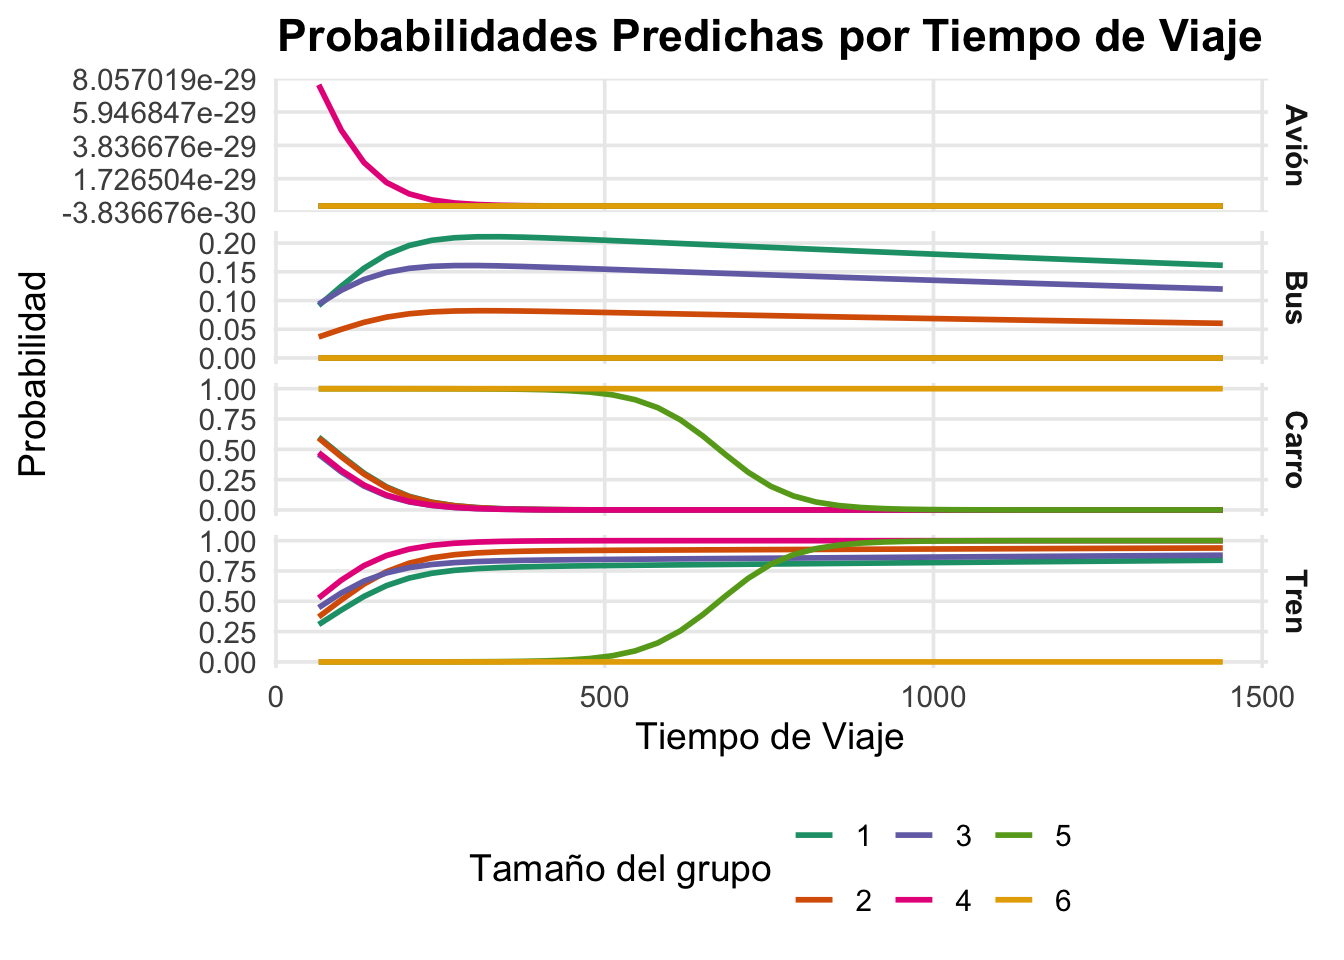 Probabilidades Predichas por Tiempo de Viaje
8.057019e-29
5.946847e-29
3.836676e-29
1.726504e-29
-3.836676e-30
Avión
0.20
0.15
0.10
0.05
0.00
Bus
1.00
0.75
0.50
0.25
0.00
Carro
1.00
0.75
0.50
0.25
0.00
Tren
Probabilidad
0 500 1000 1500
Tiempo de Viaje
Tamaño del grupo
1 3 5
2 4 6